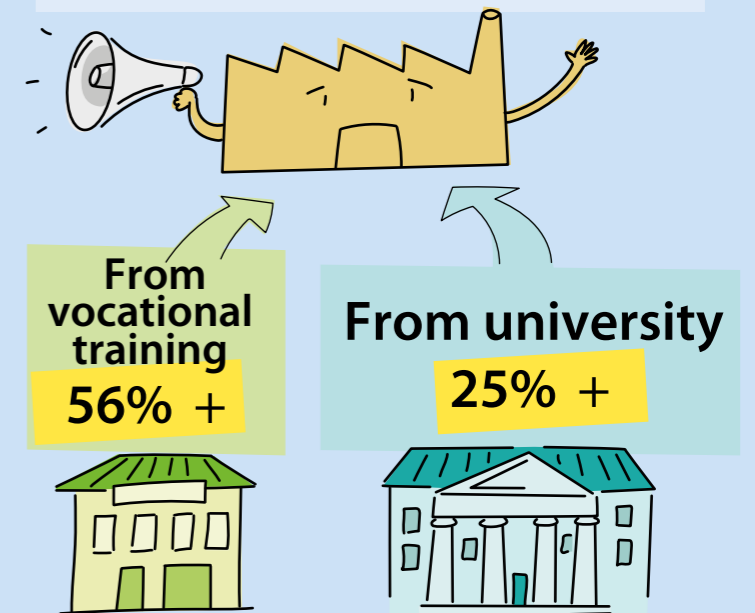 From
vocational
training
56% +
From university
25% +